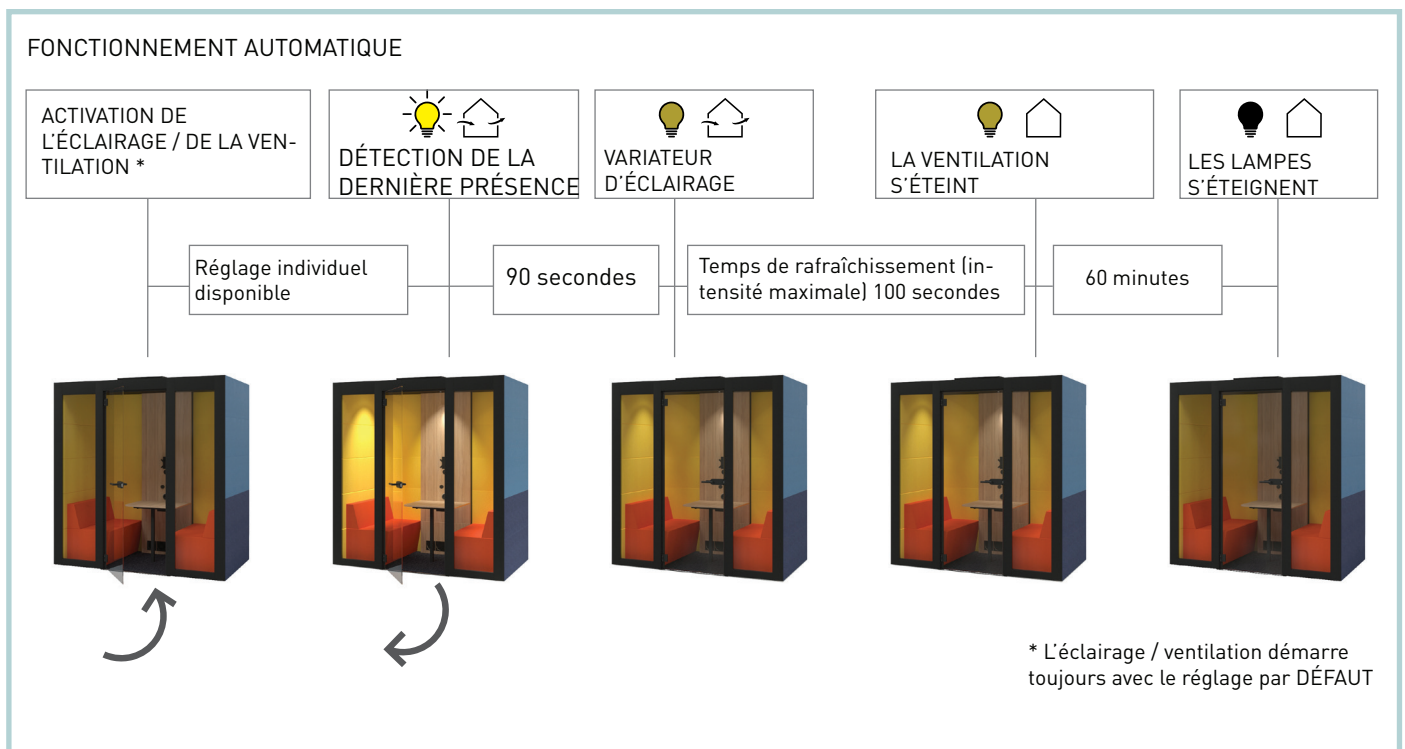 FONCTIONNEMENT AUTOMATIQUE
ACTIVATION DE
L'ÉCLAIRAGE / DE LA VEN-
TILATION *
DÉTECTION DE LA
DERNIÈRE PRÉSENCE
VARIATEUR
D'ÉCLAIRAGE
LA VENTILATION
S'ÉTEINT
LES LAMPES
S'ÉTEIGNENT
Réglage individuel
disponible
90 secondes
Temps de rafraîchissement (in-
tensité maximale) 100 secondes
60 minutes
* L'éclairage / ventilation démarre
toujours avec le réglage par DÉFAUT